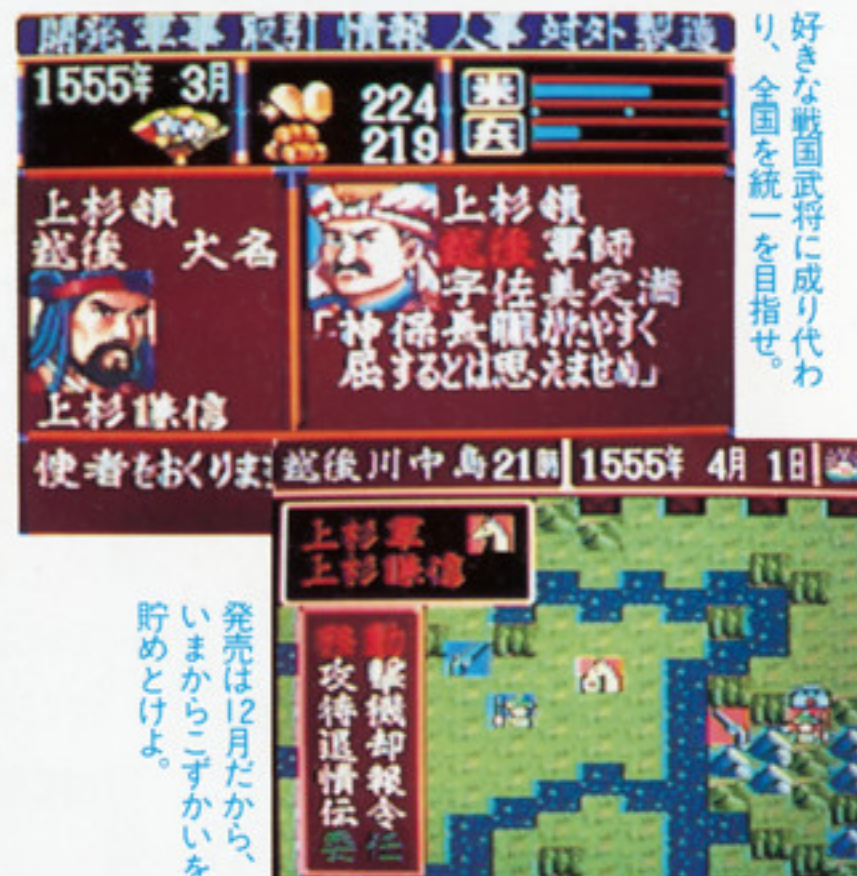 開発 軍事 取引 情報 人事 対外 製造
1555年 3月
224
219
米
兵
上杉領
越後 大名
上杉謙信
上杉領
越後 軍師
宇佐美定満
「神保長職がたやすく
屈するとは思えませぬ」
使者をおくりま
好きな戦国武将に成り代わ
り、全国を統一を目指せ。
越後川中島21時
1555年 4月 1日
上杉軍
上杉謙信
移動
攻撃
待機
退却
情報
伝令
委任
発売は12月だから、
いまからこずかいを
貯めとけよ。